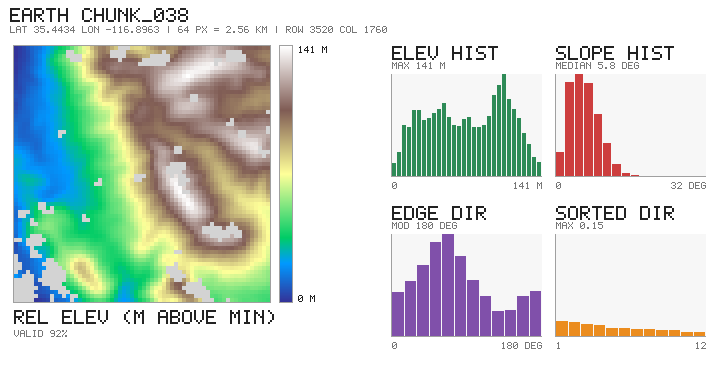 EARTH CHUNK_038
LAT 35.4434 LON -116.8963 | 64 PX = 2.56 KM | ROW 3520 COL 1760
141 M
0 M
REL ELEV (M ABOVE MIN)
VALID 92%
ELEV HIST
MAX 141 M
0 141 M
SLOPE HIST
MEDIAN 5.8 DEG
0 32 DEG
EDGE DIR
MOD 180 DEG
0 180 DEG
SORTED DIR
MAX 0.15
1 12